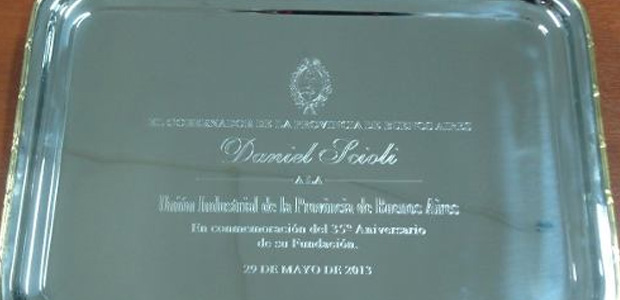 EL GOBERNADOR DE LA PROVINCIA DE BUENOS AIRES
Daniel Scioli
A LA
Unión Industrial de la Provincia de Buenos Aires
En conmemoración del 35º Aniversario
de su Fundación.
29 DE MAYO DE 2013